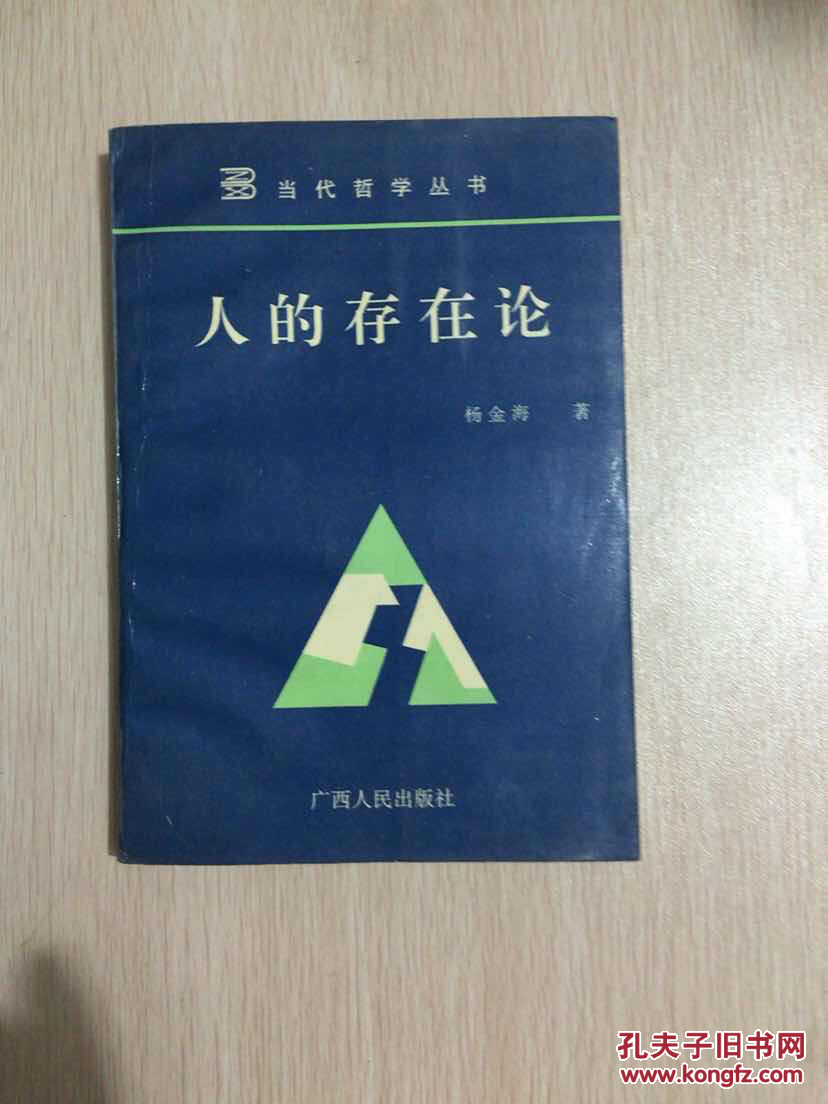 当代哲学丛书
人的存在论
杨金海 著
广西人民出版社
孔夫子旧书网
www.kongfz.com